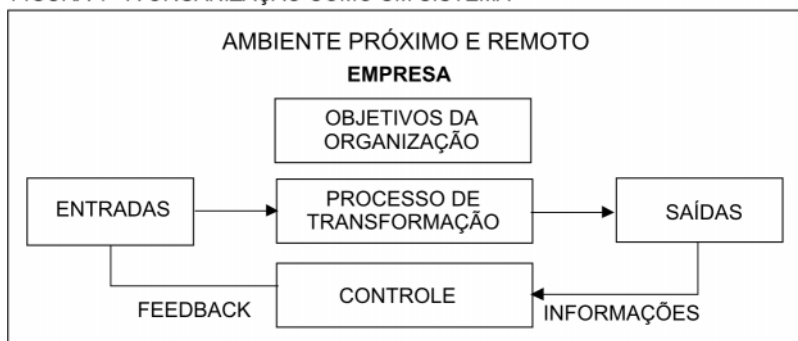 AMBIENTE PRÓXIMO E REMOTO
EMPRESA
OBJETIVOS DA
ORGANIZAÇÃO
ENTRADAS
PROCESSO DE
TRANSFORMAÇÃO
SAÍDAS
FEEDBACK
CONTROLE
INFORMAÇÕES